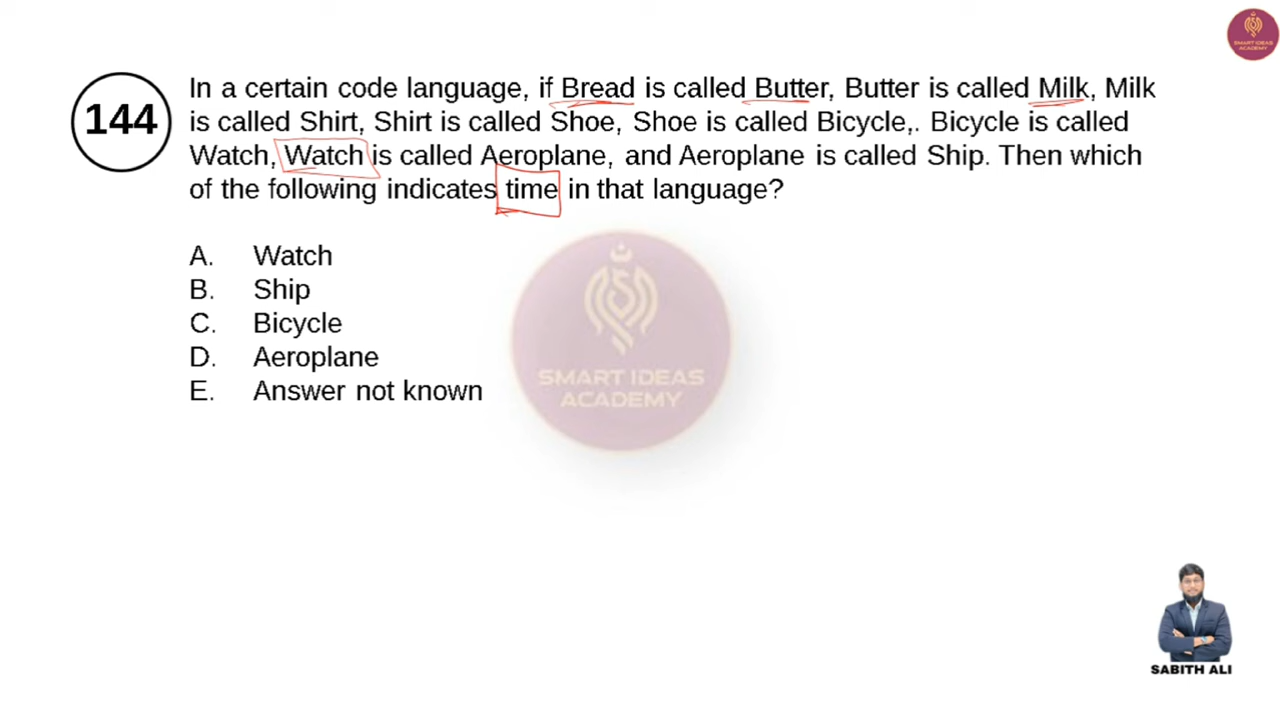 SMART IDEAS
ACADEMY
144
In a certain code language, if Bread is called Butter, Butter is called Milk, Milk
is called Shirt, Shirt is called Shoe, Shoe is called Bicycle,. Bicycle is called
Watch, Watch is called Aeroplane, and Aeroplane is called Ship. Then which
of the following indicates time in that language?
A. Watch
B. Ship
C. Bicycle
D. Aeroplane
E. Answer not known
SMART IDEAS
ACADEMY
SABITH ALI